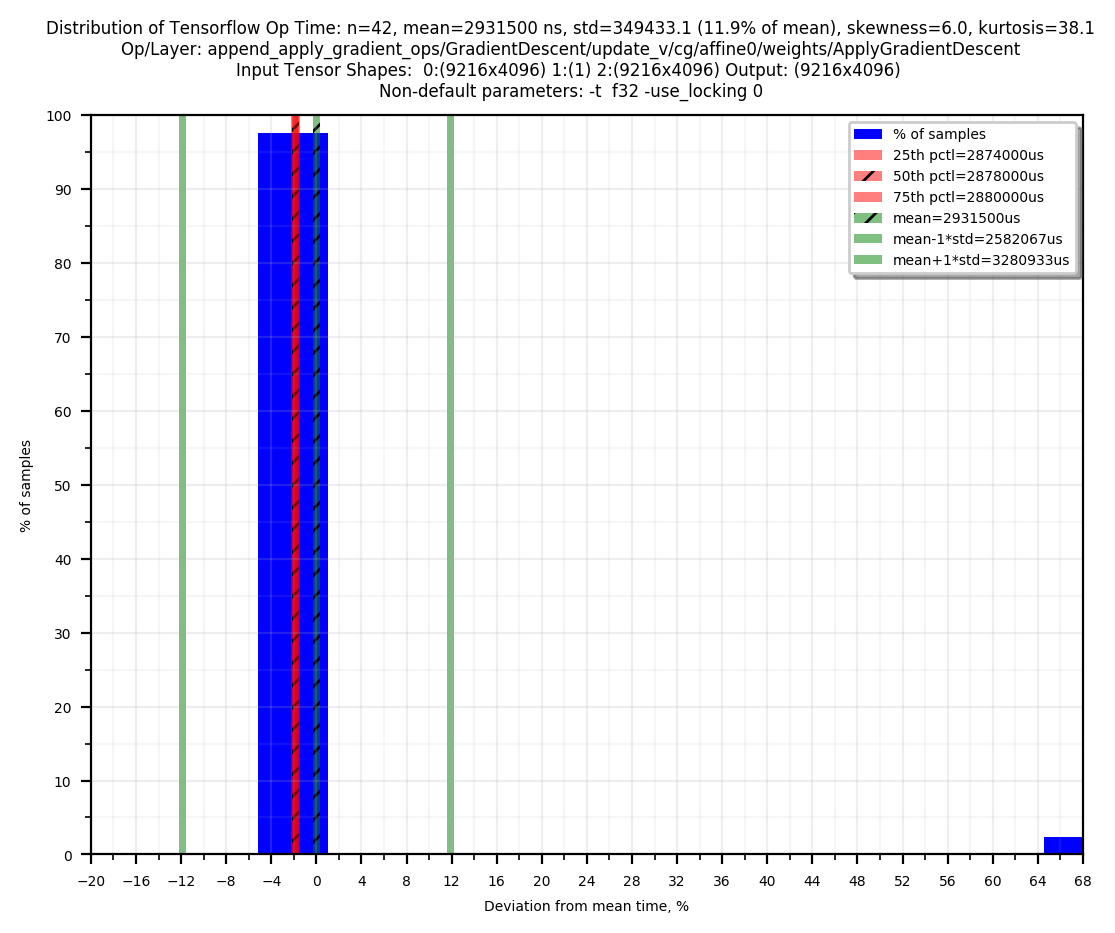 Distribution of Tensorflow Op Time: n=42, mean=2931500 ns, std=349433.1 (11.9% of mean), skewness=6.0, kurtosis=38.1
Op/Layer: append_apply_gradient_ops/GradientDescent/update_v/cg/affine0/weights/ApplyGradientDescent
Input Tensor Shapes:  0:(9216x4096) 1:(1) 2:(9216x4096) Output: (9216x4096)
Non-default parameters: -t  f32 -use_locking 0
% of samples
25th pctl=2874000us
50th pctl=2878000us
75th pctl=2880000us
mean=2931500us
mean-1*std=2582067us
mean+1*std=3280933us
100
90
80
70
60
50
40
30
20
10
0
% of samples
−20 −16 −12 −8 −4 0 4 8 12 16 20 24 28 32 36 40 44 48 52 56 60 64 68
Deviation from mean time, %